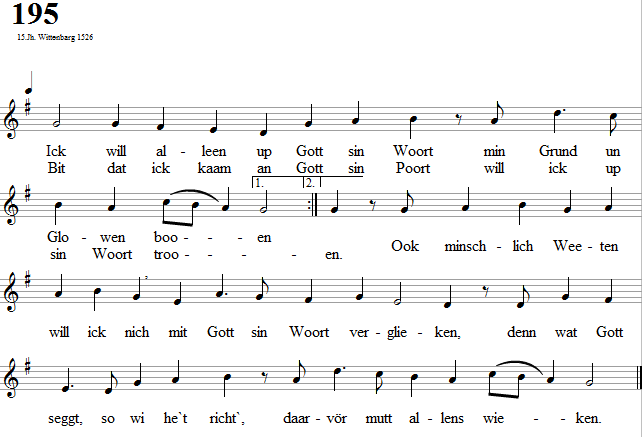 195
15.Jh. Wittenbarg 1526
Ick will al - leen up Gott sin Woort min Grund un
Bit dat ick kaam an Gott sin Poort will ick up
1. 2.
Glo - wen boo - - - en
sin Woort troo - - - - en.
Ook minsch - lich Wee - ten
will ick nich mit Gott sin Woort ver - glie - ken, denn wat Gott
seggt, so wi he`t richt`, daar - vör mutt al - lens wie - - ken.